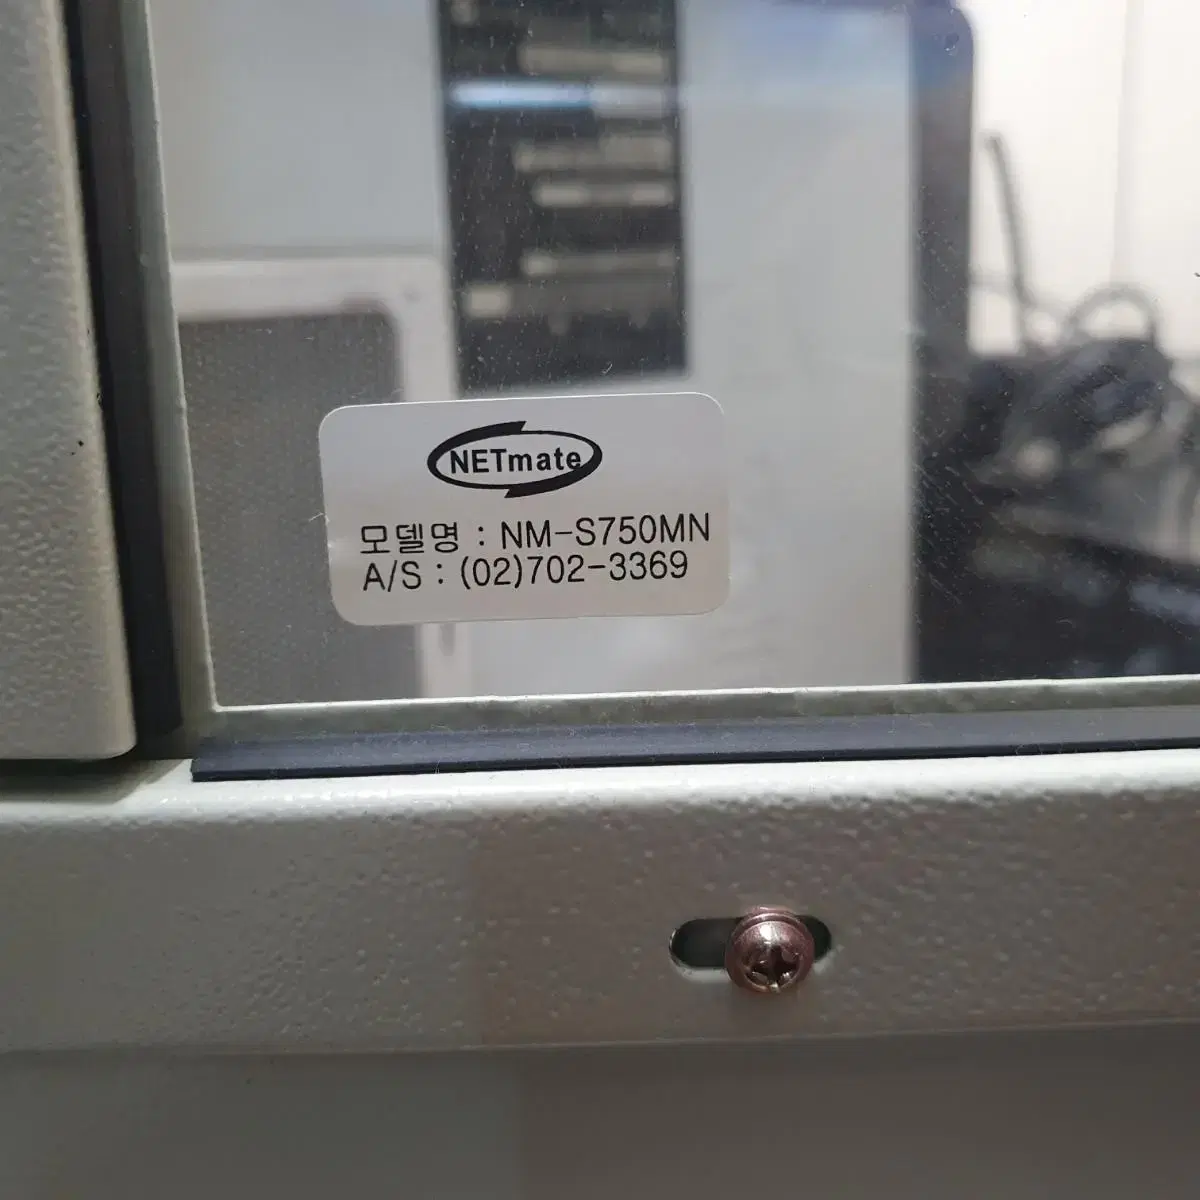 NETmate
모델명 : NM-S750MN
A/S : (02)702-3369